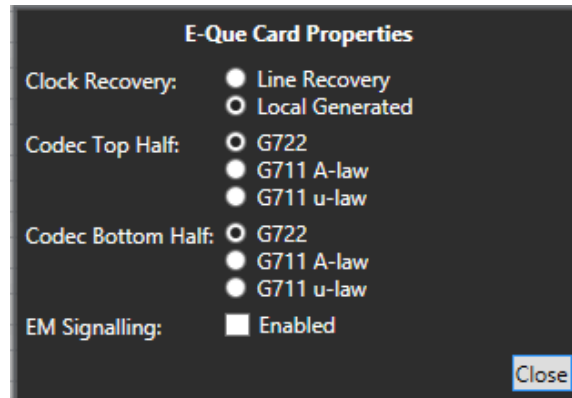 E-Que Card Properties
Clock Recovery: Line Recovery
Local Generated
Codec Top Half: G722
G711 A-law
G711 u-law
Codec Bottom Half: G722
G711 A-law
G711 u-law
EM Signalling: Enabled
Close